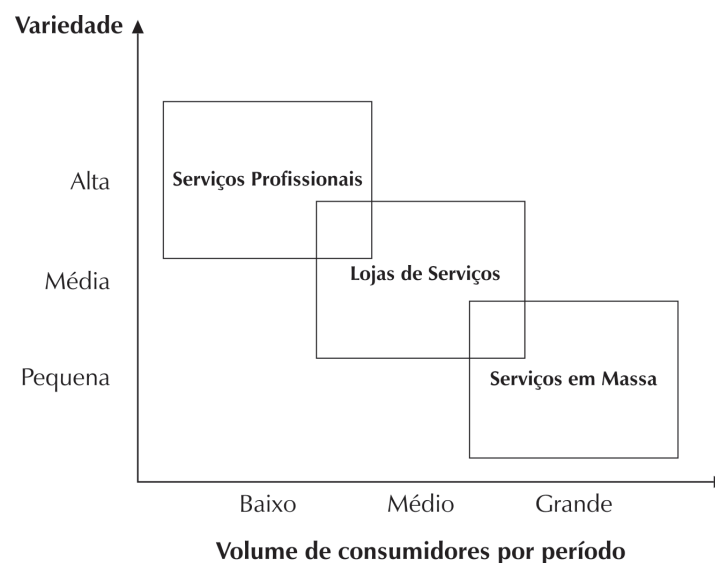 Variedade
Alta
Serviços Profissionais
Média
Lojas de Serviços
Pequena
Serviços em Massa
Baixo Médio Grande
Volume de consumidores por período